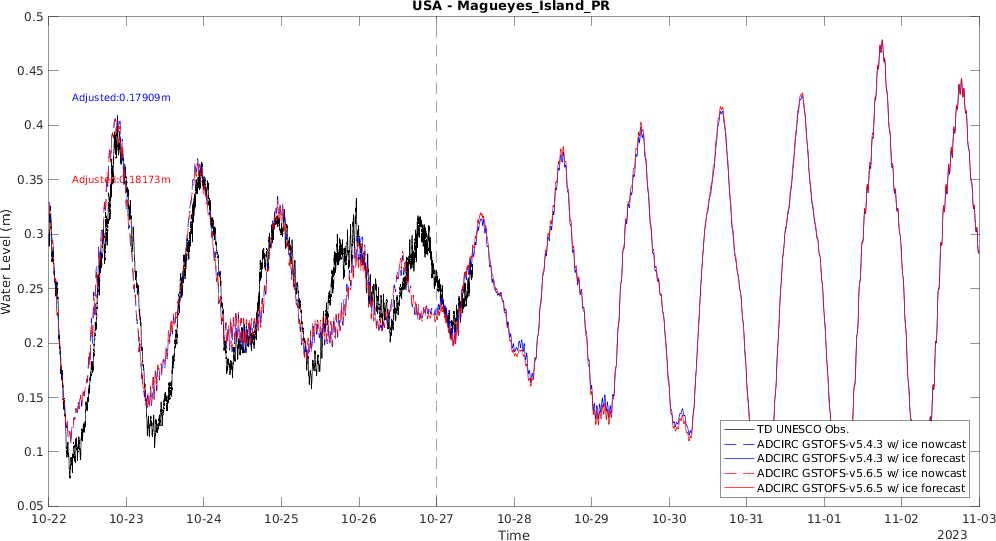 USA - Magueyes_Island_PR
0.5
0.45
0.4
0.35
0.3
0.25
0.2
0.15
0.1
0.05
Water Level (m)
Adjusted:0.17909m
Adjusted:0.18173m
TD UNESCO Obs.
ADCIRC GSTOFS-v5.4.3 w/ ice nowcast
ADCIRC GSTOFS-v5.4.3 w/ ice forecast
ADCIRC GSTOFS-v5.6.5 w/ ice nowcast
ADCIRC GSTOFS-v5.6.5 w/ ice forecast
10-22 10-23 10-24 10-25 10-26 10-27 10-28 10-29 10-30 10-31 11-01 11-02 11-03
Time
2023